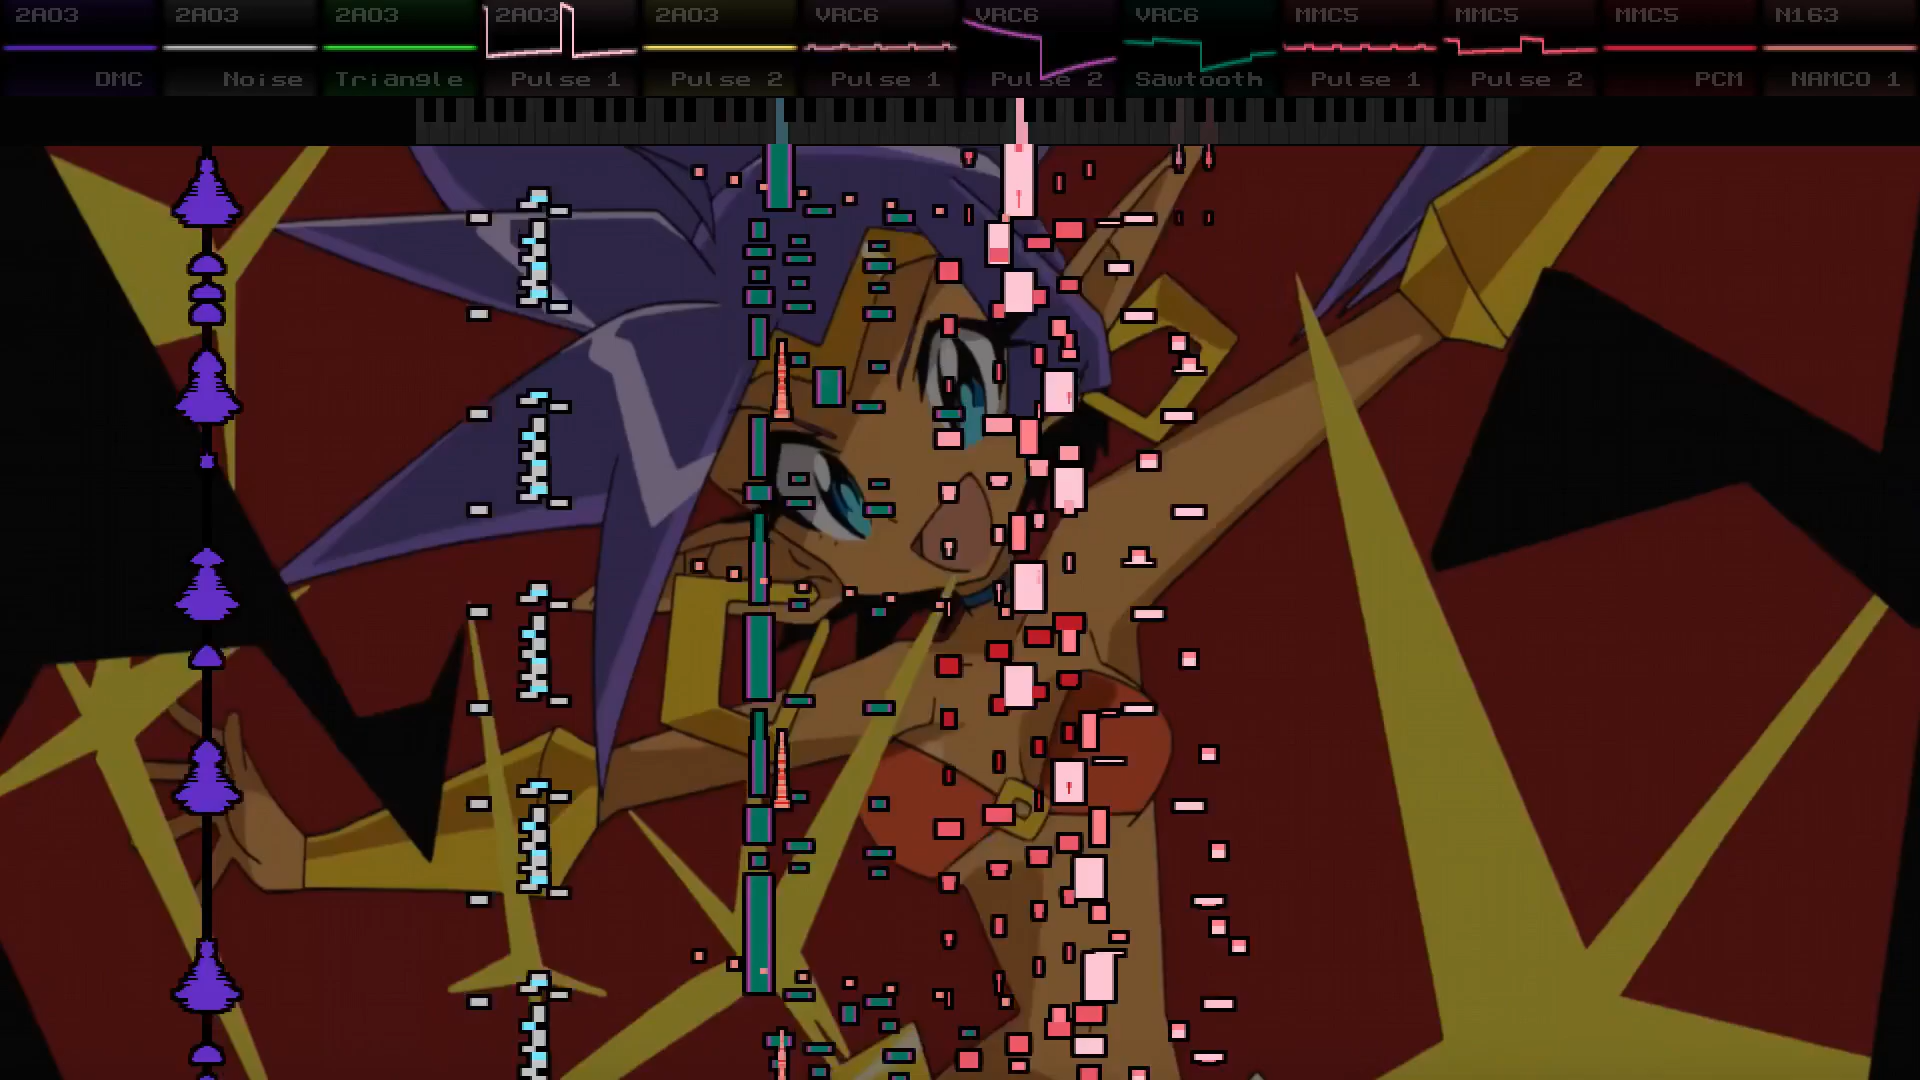 2A03 2A03 2A03 2A03 2A03 VRC6 VRC6 VRC6 MMC5 MMC5 MMC5 N163
DMC Noise Triangle Pulse 1 Pulse 2 Pulse 1 Pulse 2 Sawtooth Pulse 1 Pulse 2 PCM NAMCO 1